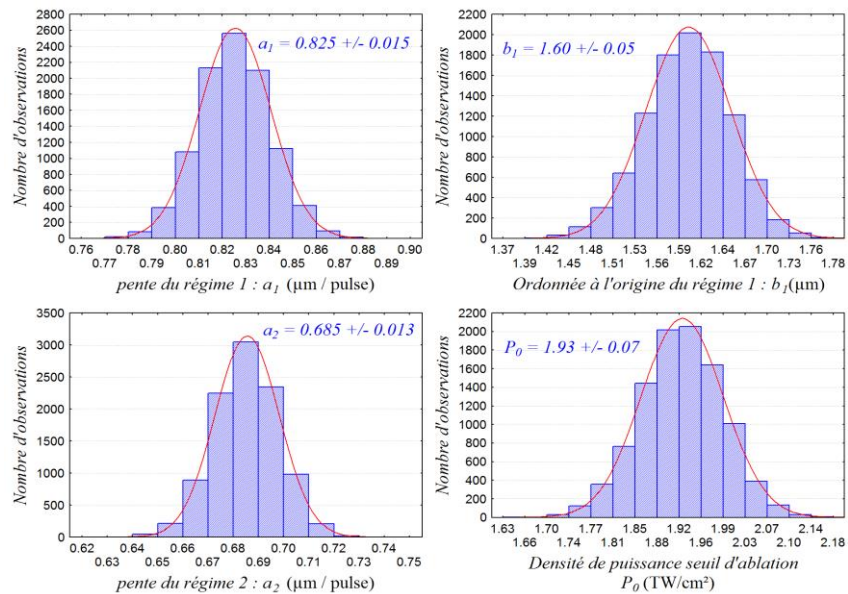 a₁ = 0.825 +/- 0.015
Nombre d'observations
2800
2600
2400
2200
2000
1800
1600
1400
1200
1000
800
600
400
200
0
0.76 0.78 0.80 0.82 0.84 0.86 0.88 0.90
0.77 0.79 0.81 0.83 0.85 0.87 0.89
pente du régime 1 : a₁ (µm / pulse)
b₁ = 1.60 +/- 0.05
Nombre d'observations
2200
2000
1800
1600
1400
1200
1000
800
600
400
200
0
1.37 1.42 1.48 1.53 1.59 1.64 1.70 1.76
1.39 1.45 1.50 1.56 1.62 1.67 1.73 1.78
Ordonnée à l'origine du régime 1 : b₁(µm)
a₂ = 0.685 +/- 0.013
Nombre d'observations
3500
3000
2500
2000
1500
1000
500
0
0.62 0.64 0.66 0.68 0.70 0.72 0.74
0.63 0.65 0.67 0.69 0.71 0.73 0.75
pente du régime 2 : a₂ (µm / pulse)
P₀ = 1.93 +/- 0.07
Nombre d'observations
2200
2000
1800
1600
1400
1200
1000
800
600
400
200
0
1.63 1.70 1.77 1.85 1.92 1.99 2.07 2.14
1.66 1.74 1.81 1.88 1.96 2.03 2.10 2.18
Densité de puissance seuil d'ablation
P₀ (TW/cm²)